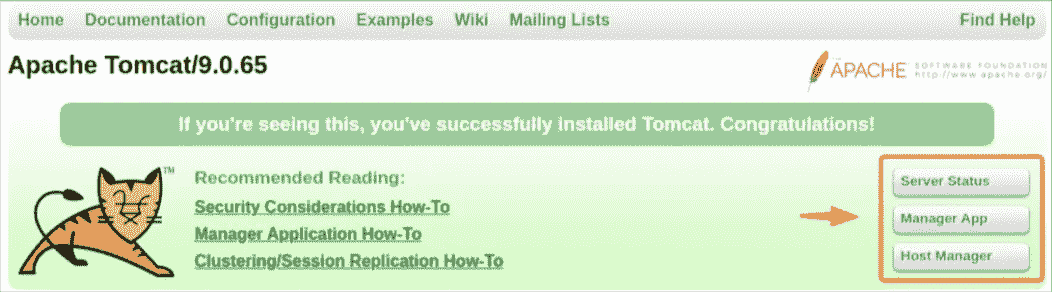 Home Documentation Configuration Examples Wiki Mailing Lists Find Help
Apache Tomcat/9.0.65
APACHE SOFTWARE FOUNDATION
http://www.apache.org/
If you're seeing this, you've successfully installed Tomcat. Congratulations!
TM
Recommended Reading:
Security Considerations How-To
Manager Application How-To
Clustering/Session Replication How-To
Server Status
Manager App
Host Manager